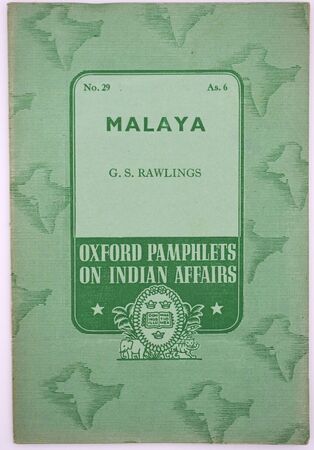 No. 29 As. 6
MALAYA
G. S. RAWLINGS
OXFORD PAMPHLETS
ON INDIAN AFFAIRS